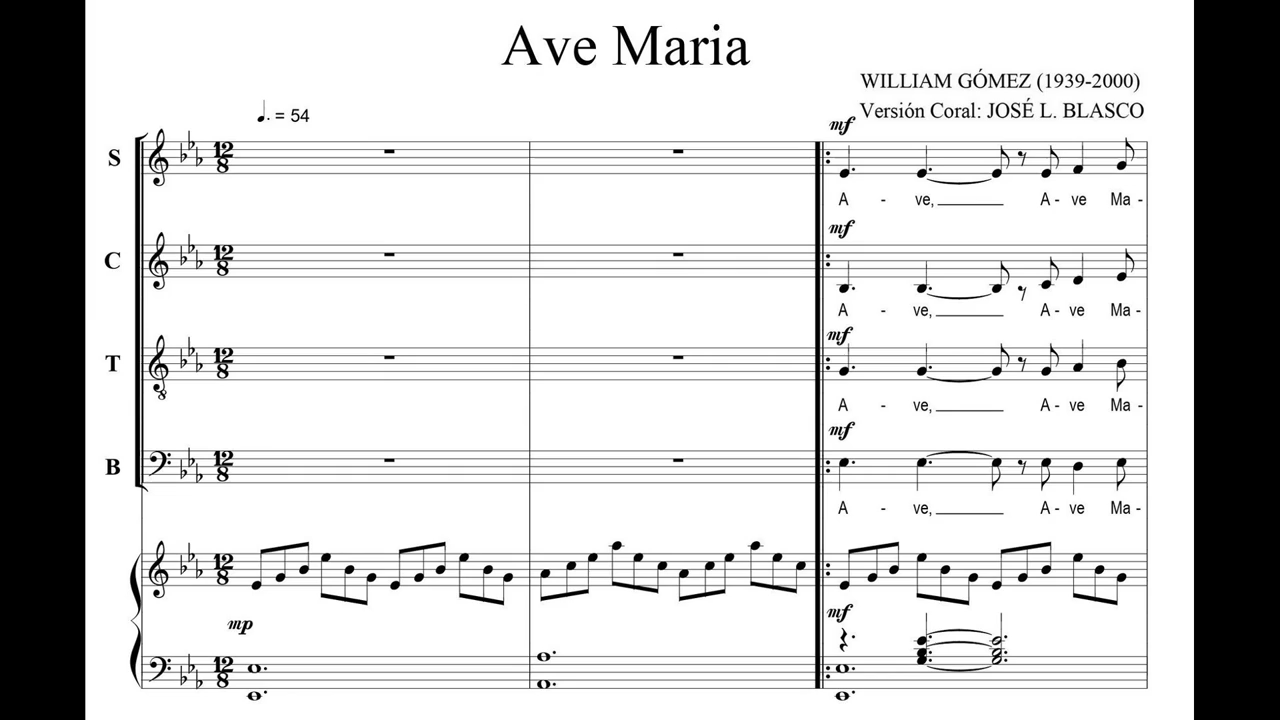 Ave Maria
WILLIAM GÓMEZ (1939-2000)
Versión Coral: JOSÉ L. BLASCO
♩. = 54
mf
S
12
8
A - ve, A - ve Ma -
mf
C
12
8
A - ve, A - ve Ma -
mf
T
12
8
8
A - ve, A - ve Ma -
mf
B
12
8
A - ve, A - ve Ma -
12
8
mp
mf
12
8